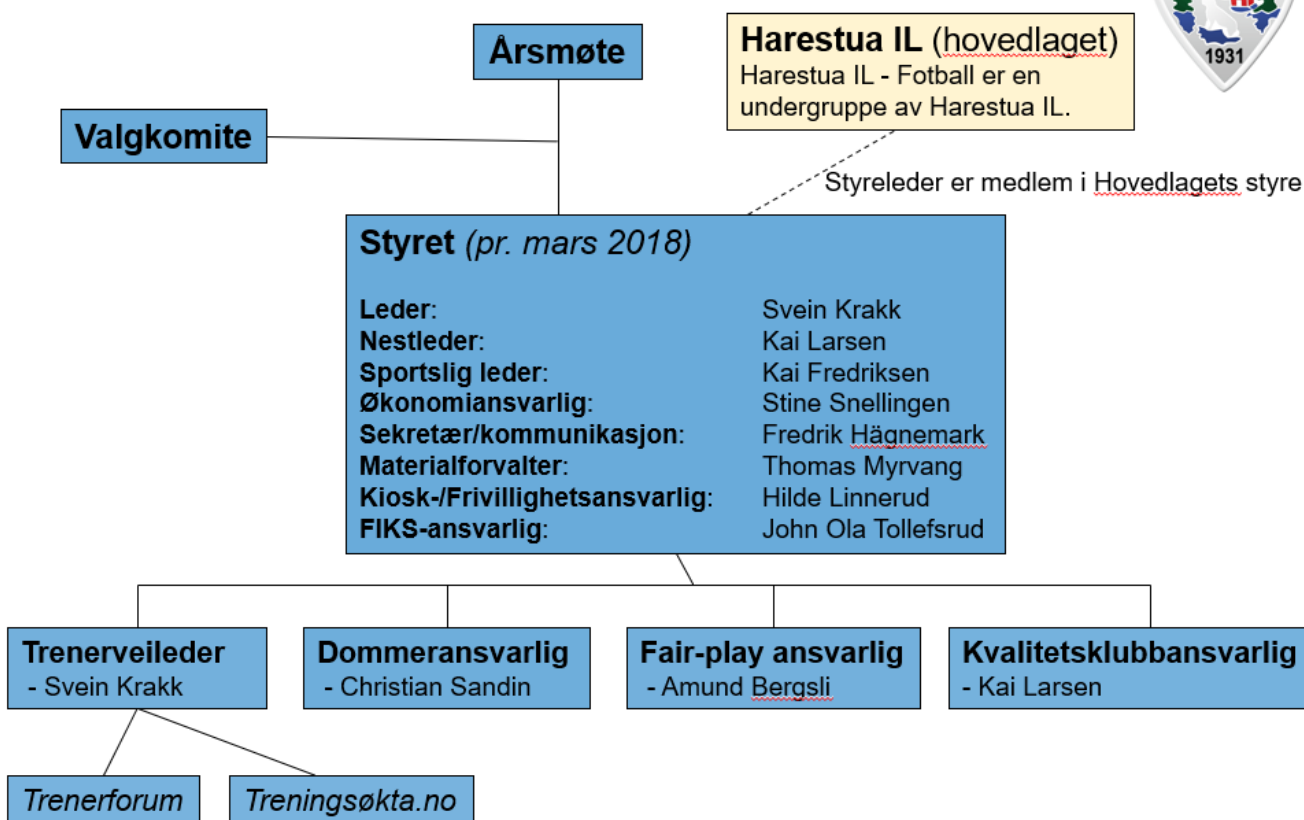 Årsmøte
Harestua IL (hovedlaget)
Harestua IL - Fotball er en
undergruppe av Harestua IL.
1931
Valgkomite
Styreleder er medlem i Hovedlagets styre
Styret (pr. mars 2018)
Leder: Svein Krakk
Nestleder: Kai Larsen
Sportslig leder: Kai Fredriksen
Økonomiansvarlig: Stine Snellingen
Sekretær/kommunikasjon: Fredrik Hägnemark
Materialforvalter: Thomas Myrvang
Kiosk-/Frivillighetsansvarlig: Hilde Linnerud
FIKS-ansvarlig: John Ola Tollefsrud
Trenerveileder
- Svein Krakk
Dommeransvarlig
- Christian Sandin
Fair-play ansvarlig
- Amund Bergsli
Kvalitetsklubbansvarlig
- Kai Larsen
Trenerforum
Treningsøkta.no